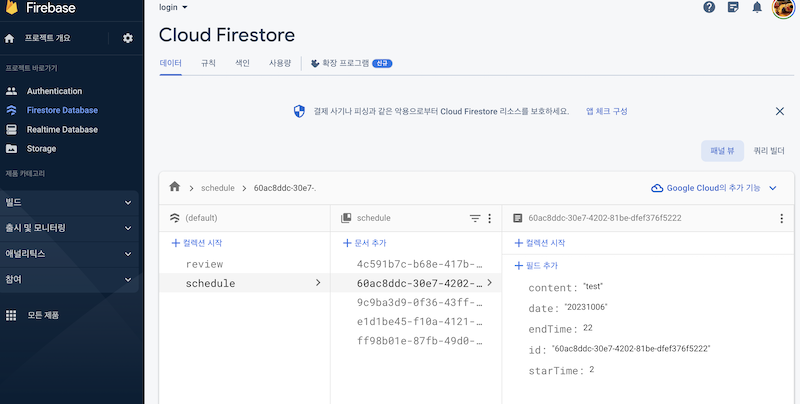 Firebase
login
프로젝트 개요
Cloud Firestore
프로젝트 바로가기
데이터 규칙 색인 사용량 확장 프로그램 신규
Authentication
Firestore Database
Realtime Database
Storage
결제 사기나 피싱과 같은 악용으로부터 Cloud Firestore 리소스를 보호하세요. 앱 체크 구성
제품 카테고리
패널 뷰 쿼리 빌더
빌드
출시 및 모니터링
애널리틱스
참여
모든 제품
schedule 60ac8ddc-30e7-.
Google Cloud의 추가 기능
(default)
컬렉션 시작
review
schedule
schedule
문서 추가
4c591b7c-b68e-417b-…
60ac8ddc-30e7-4202-…
9c9ba3d9-0f36-43ff-…
e1d1be45-f10a-4121-…
ff98b01e-87fb-49d0-…
60ac8ddc-30e7-4202-81be-dfef376f5222
컬렉션 시작
필드 추가
content: "test"
date: "20231006"
endTime: 22
id: "60ac8ddc-30e7-4202-81be-dfef376f5222"
starTime: 2